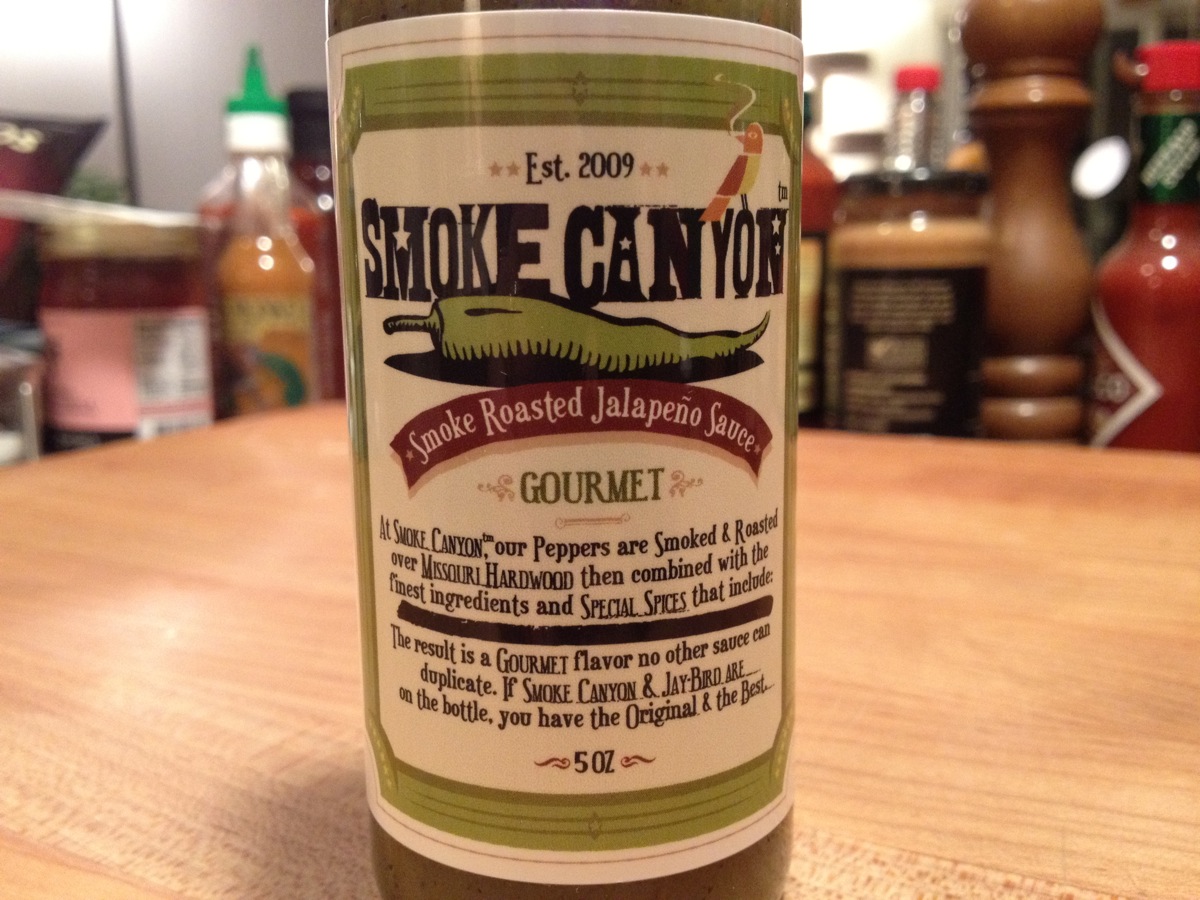 Est. 2009
SMOKE CANYON tm
Smoke Roasted Jalapeño Sauce
GOURMET
At SMOKE CANYON,tm our Peppers are Smoked & Roasted
over MISSOURI HARDWOOD then combined with the
finest ingredients and SPECIAL SPICES that include:
The result is a GOURMET flavor no other sauce can
duplicate. If SMOKE CANYON & JAY-BIRD ARE
on the bottle, you have the Original & the Best.
5 OZ